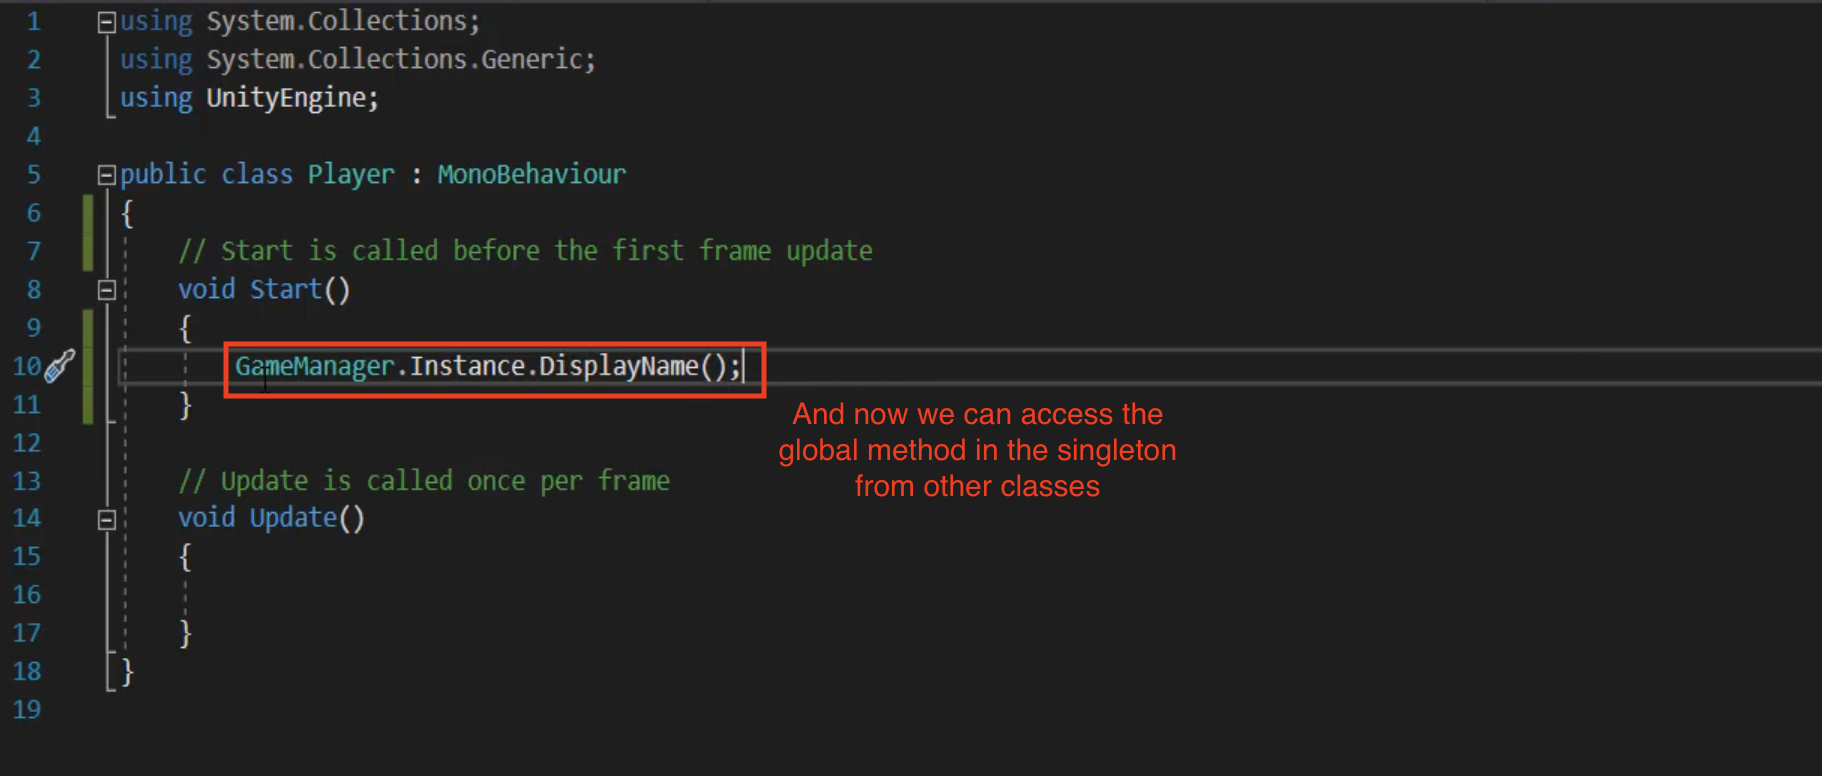 1 using System.Collections;
2 using System.Collections.Generic;
3 using UnityEngine;
4
5 public class Player : MonoBehaviour
6 {
7 // Start is called before the first frame update
8 void Start()
9 {
10 GameManager.Instance.DisplayName();
11 }
And now we can access the
global method in the singleton
from other classes
12
13 // Update is called once per frame
14 void Update()
15 {
16
17 }
18 }
19